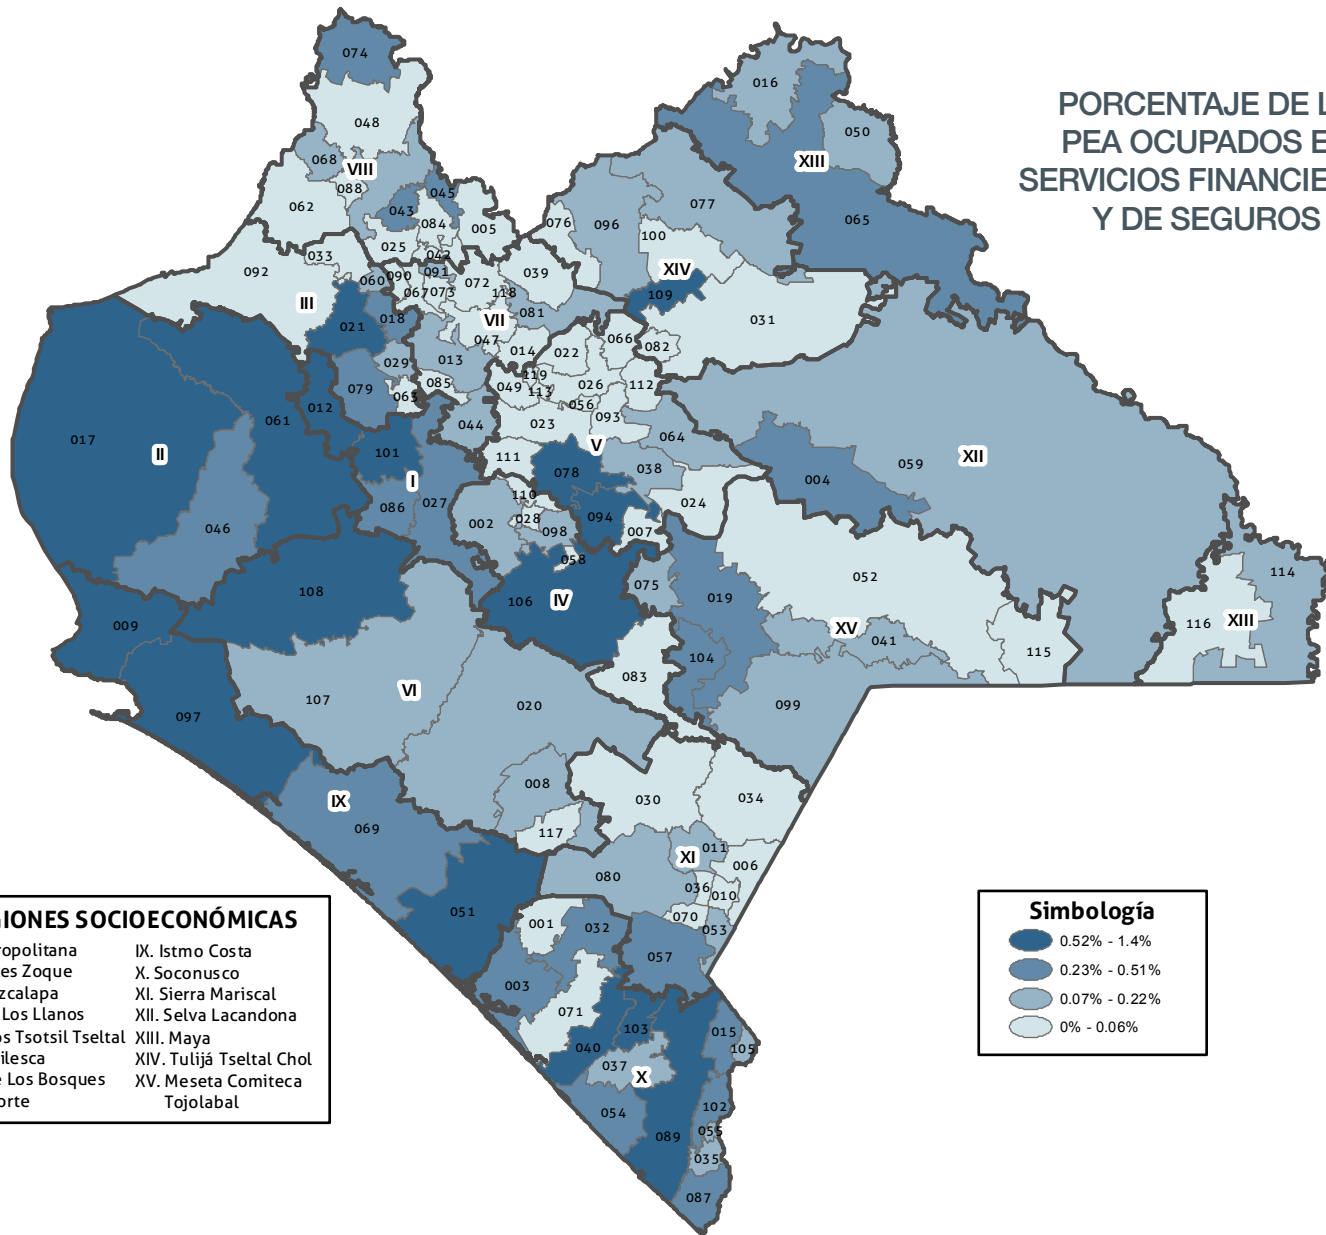 PORCENTAJE DE L
PEA OCUPADOS E
SERVICIOS FINANCIE
Y DE SEGUROS
074
016
048
050
068
VIII
XIII
088
045
062
043
077
065
084
076
096
005
100
025
042
033
092
XIV
039
091
090
060
072
067
073
118
109
III
018
081
VII
031
021
047
066
082
014
022
029
013
119
079
085
049
026
112
113
063
056
012
061
093
044
023
064
017
V
II
101
111
XII
059
078
038
I
004
110
086
027
024
046
028
094
002
098
007
058
114
052
075
108
106
IV
019
009
116
XIII
XV
041
115
104
083
VI
107
099
020
097
008
IX
030
034
069
117
011
XI
006
080
036
010
051
070
001
032
053
057
003
071
103
015
040
105
037
X
102
054
055
089
035
087
GIONES SOCIOECONÓMICAS
ropolitana
es Zoque
zcalapa
Los Llanos
os Tsotsil Tseltal
ilesca
e Los Bosques
orte
IX. Istmo Costa
X. Soconusco
XI. Sierra Mariscal
XII. Selva Lacandona
XIII. Maya
XIV. Tulijá Tseltal Chol
XV. Meseta Comiteca
Tojolabal
Simbología
0.52% - 1.4%
0.23% - 0.51%
0.07% - 0.22%
0% - 0.06%